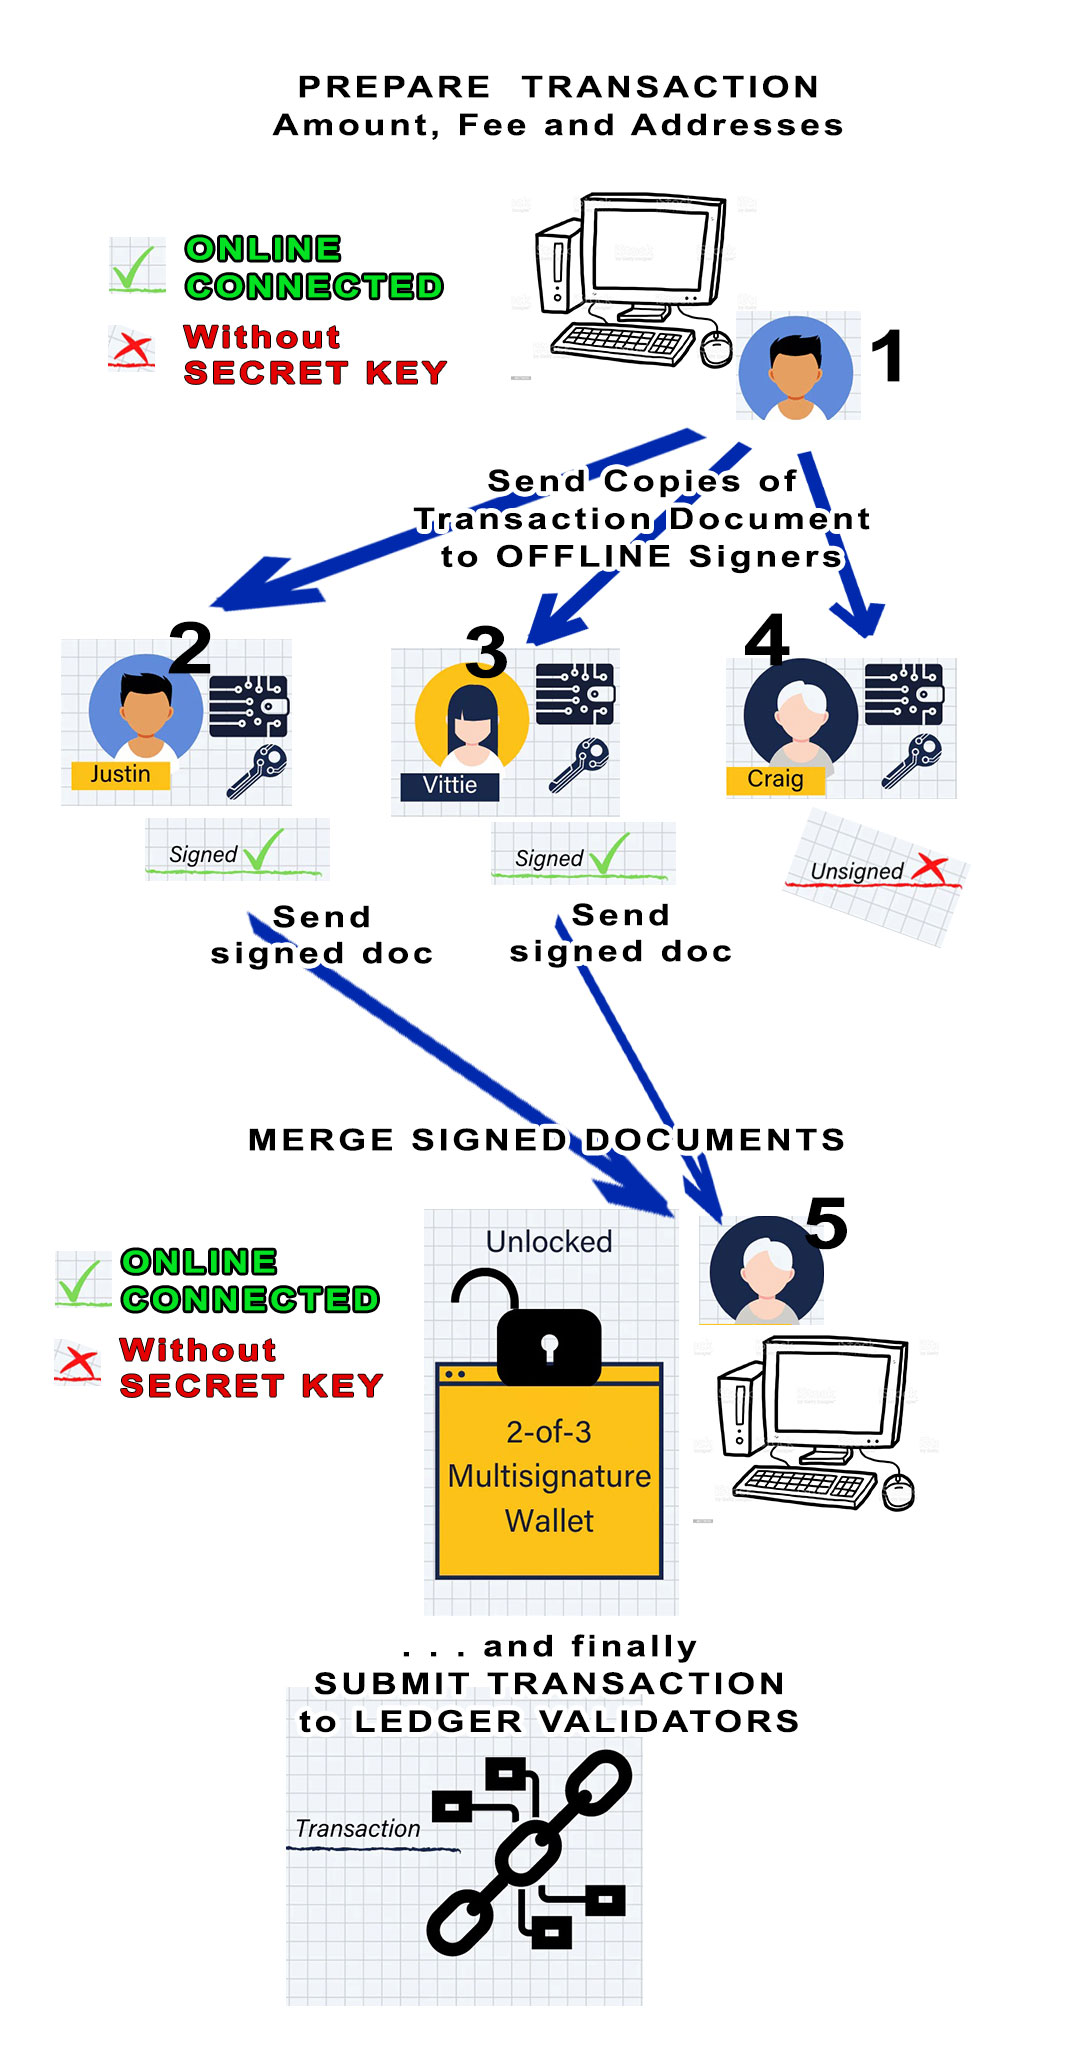 PREPARE TRANSACTION
Amount, Fee and Addresses
ONLINE
CONNECTED
Without
SECRET KEY
1
Send Copies of
Transaction Document
to OFFLINE Signers
2
3
4
Justin
Vittie
Craig
Signed
Signed
Unsigned
Send
signed doc
Send
signed doc
MERGE SIGNED DOCUMENTS
5
ONLINE
CONNECTED
Without
SECRET KEY
Unlocked
2-of-3
Multisignature
Wallet
. . . and finally
SUBMIT TRANSACTION
to LEDGER VALIDATORS
Transaction